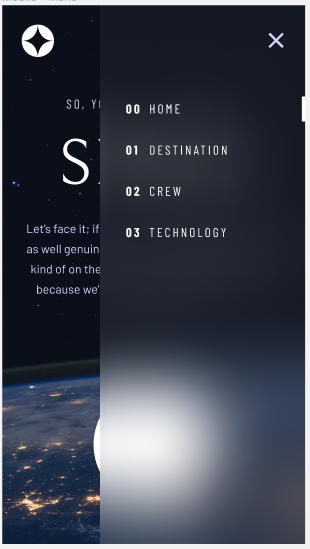 SO, Y
00 HOME
S
01 DESTINATION
02 CREW
Let's face it; if
03 TECHNOLOGY
as well genuin
kind of on the
because we'